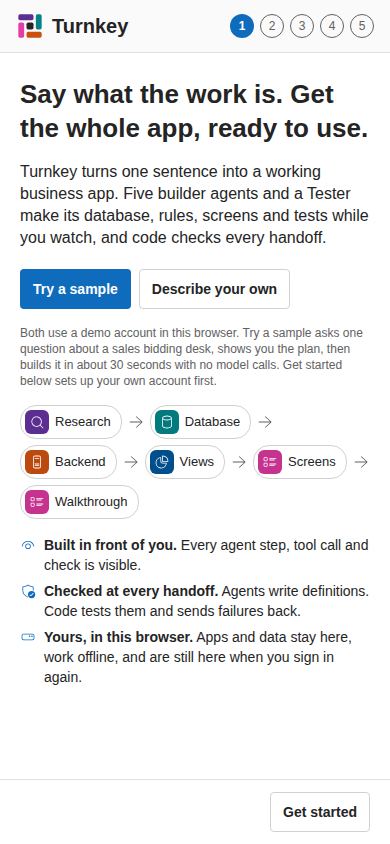 Turnkey
1 2 3 4 5
Say what the work is. Get
the whole app, ready to use.
Turnkey turns one sentence into a working
business app. Five builder agents and a Tester
make its database, rules, screens and tests while
you watch, and code checks every handoff.
Try a sample
Describe your own
Both use a demo account in this browser. Try a sample asks one
question about a sales bidding desk, shows you the plan, then
builds it in about 30 seconds with no model calls. Get started
below sets up your own account first.
Research
Database
Backend
Views
Screens
Walkthrough
Built in front of you. Every agent step, tool call and
check is visible.
Checked at every handoff. Agents write definitions.
Code tests them and sends failures back.
Yours, in this browser. Apps and data stay here,
work offline, and are still here when you sign in
again.
Get started